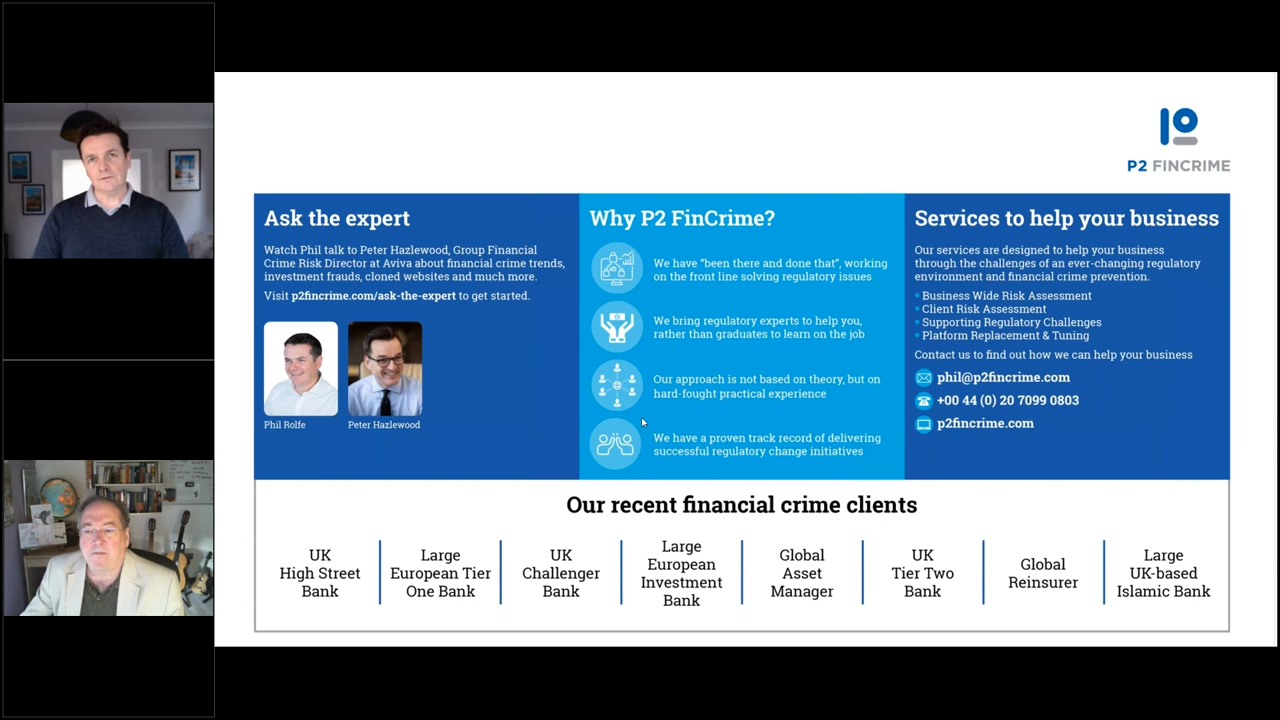 P2 FINCRIME
Ask the expert
Watch Phil talk to Peter Hazlewood, Group Financial
Crime Risk Director at Aviva about financial crime trends,
investment frauds, cloned websites and much more.
Visit p2fincrime.com/ask-the-expert to get started.
Phil Rolfe
Peter Hazlewood
Why P2 FinCrime?
We have “been there and done that”, working
on the front line solving regulatory issues
We bring regulatory experts to help you,
rather than graduates to learn on the job
Our approach is not based on theory, but on
hard-fought practical experience
We have a proven track record of delivering
successful regulatory change initiatives
Services to help your business
Our services are designed to help your business
through the challenges of an ever-changing regulatory
environment and financial crime prevention.
• Business Wide Risk Assessment
• Client Risk Assessment
• Supporting Regulatory Challenges
• Platform Replacement & Tuning
Contact us to find out how we can help your business
phil@p2fincrime.com
+00 44 (0) 20 7099 0803
p2fincrime.com
Our recent financial crime clients
UK
High Street
Bank
Large
European Tier
One Bank
UK
Challenger
Bank
Large
European
Investment
Bank
Global
Asset
Manager
UK
Tier Two
Bank
Global
Reinsurer
Large
UK-based
Islamic Bank